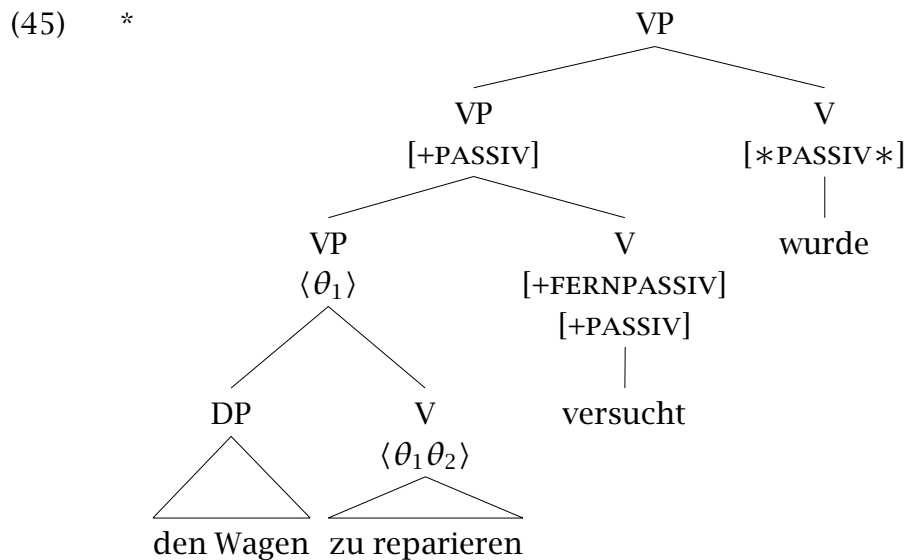 (45) * VP
VP V
[+PASSIV] [∗PASSIV∗]
VP V wurde
⟨θ₁⟩ [+FERNPASSIV]
[+PASSIV]
DP V versucht
⟨θ₁θ₂⟩
den Wagen zu reparieren